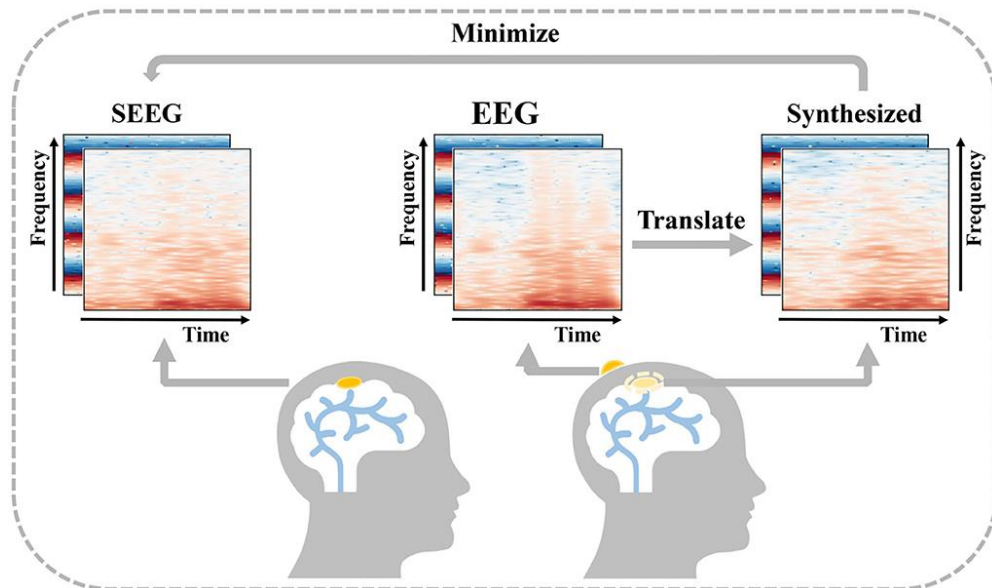 Minimize
SEEG
EEG
Synthesized
Frequency
Frequency
Translate
Frequency
Time
Time
Time